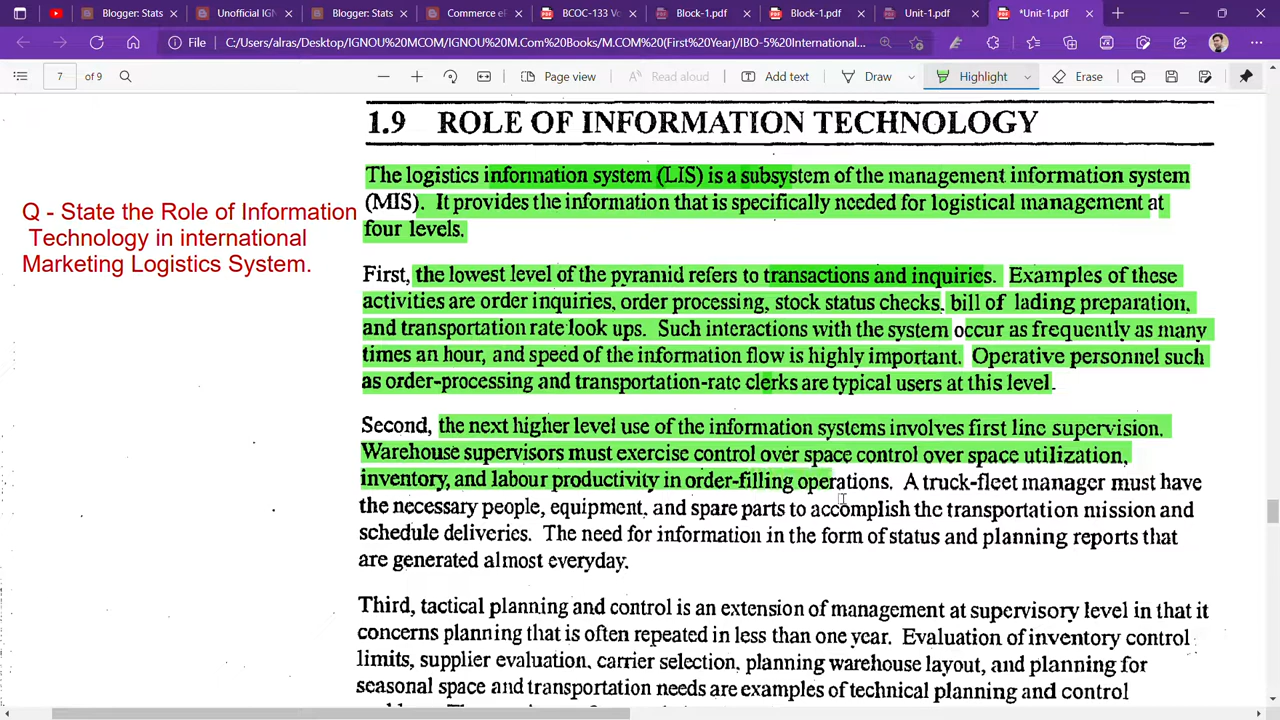 Blogger: Stats
Unofficial IGN
Blogger: Stats
Commerce e
BCOC-133 Vo
Block-1.pdf
Block-1.pdf
Unit-1.pdf
*Unit-1.pdf
File
C:/Users/alras/Desktop/IGNOU%20MCOM/IGNOU%20M.Com%20Books/M.COM%20(First%20Year)/IBO-5%20International...
7 of 9
Page view
Read aloud
Add text
Draw
Highlight
Erase
1.9 ROLE OF INFORMATION TECHNOLOGY
Q - State the Role of Information
Technology in international
Marketing Logistics System.
The logistics information system (LIS) is a subsystem of the management information system
(MIS). It provides the information that is specifically needed for logistical management at
four levels.
First, the lowest level of the pyramid refers to transactions and inquiries. Examples of these
activities are order inquiries, order processing, stock status checks, bill of lading preparation,
and transportation rate look ups. Such interactions with the system occur as frequently as many
times an hour, and speed of the information flow is highly important. Operative personnel such
as order-processing and transportation-rate clerks are typical users at this level.
Second, the next higher level use of the information systems involves first line supervision.
Warehouse supervisors must exercise control over space control over space utilization,
inventory, and labour productivity in order-filling operations. A truck-fleet manager must have
the necessary people, equipment, and spare parts to accomplish the transportation mission and
schedule deliveries. The need for information in the form of status and planning reports that
are generated almost everyday.
Third, tactical planning and control is an extension of management at supervisory level in that it
concerns planning that is often repeated in less than one year. Evaluation of inventory control
limits, supplier evaluation, carrier selection, planning warehouse layout, and planning for
seasonal space and transportation needs are examples of technical planning and control